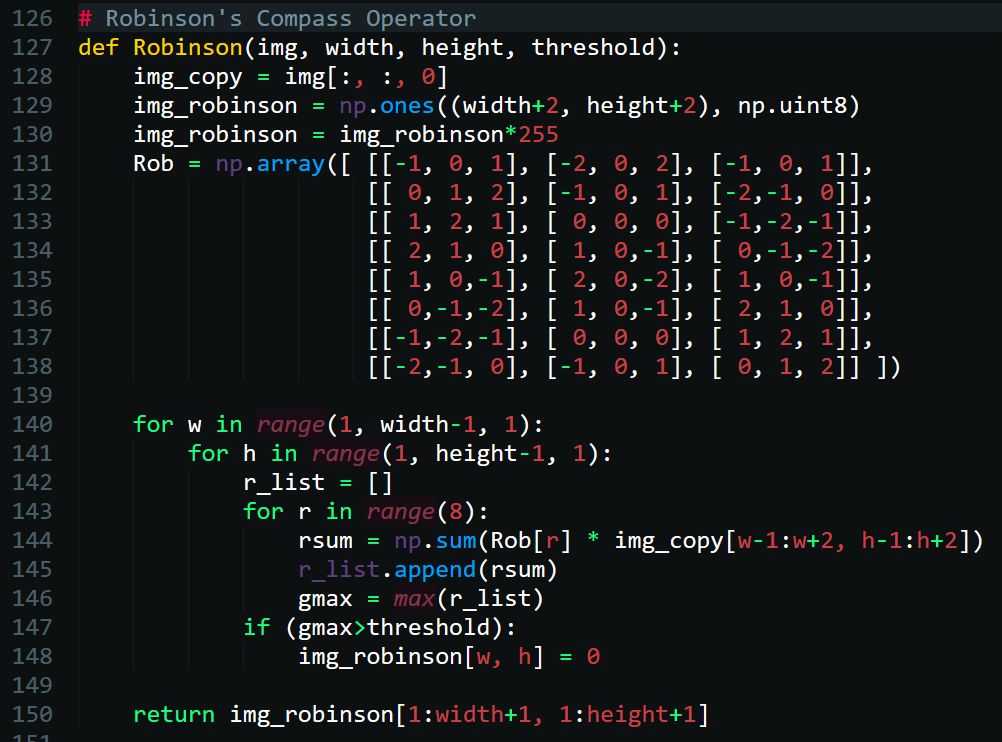 126 # Robinson's Compass Operator
127 def Robinson(img, width, height, threshold):
128     img_copy = img[:, :, 0]
129     img_robinson = np.ones((width+2, height+2), np.uint8)
130     img_robinson = img_robinson*255
131     Rob = np.array([ [[-1, 0, 1], [-2, 0, 2], [-1, 0, 1]],
132                      [[ 0, 1, 2], [-1, 0, 1], [-2,-1, 0]],
133                      [[ 1, 2, 1], [ 0, 0, 0], [-1,-2,-1]],
134                      [[ 2, 1, 0], [ 1, 0,-1], [ 0,-1,-2]],
135                      [[ 1, 0,-1], [ 2, 0,-2], [ 1, 0,-1]],
136                      [[ 0,-1,-2], [ 1, 0,-1], [ 2, 1, 0]],
137                      [[-1,-2,-1], [ 0, 0, 0], [ 1, 2, 1]],
138                      [[-2,-1, 0], [-1, 0, 1], [ 0, 1, 2]] ])
139
140     for w in range(1, width-1, 1):
141         for h in range(1, height-1, 1):
142             r_list = []
143             for r in range(8):
144                 rsum = np.sum(Rob[r] * img_copy[w-1:w+2, h-1:h+2])
145                 r_list.append(rsum)
146                 gmax = max(r_list)
147             if (gmax>threshold):
148                 img_robinson[w, h] = 0
149
150     return img_robinson[1:width+1, 1:height+1]